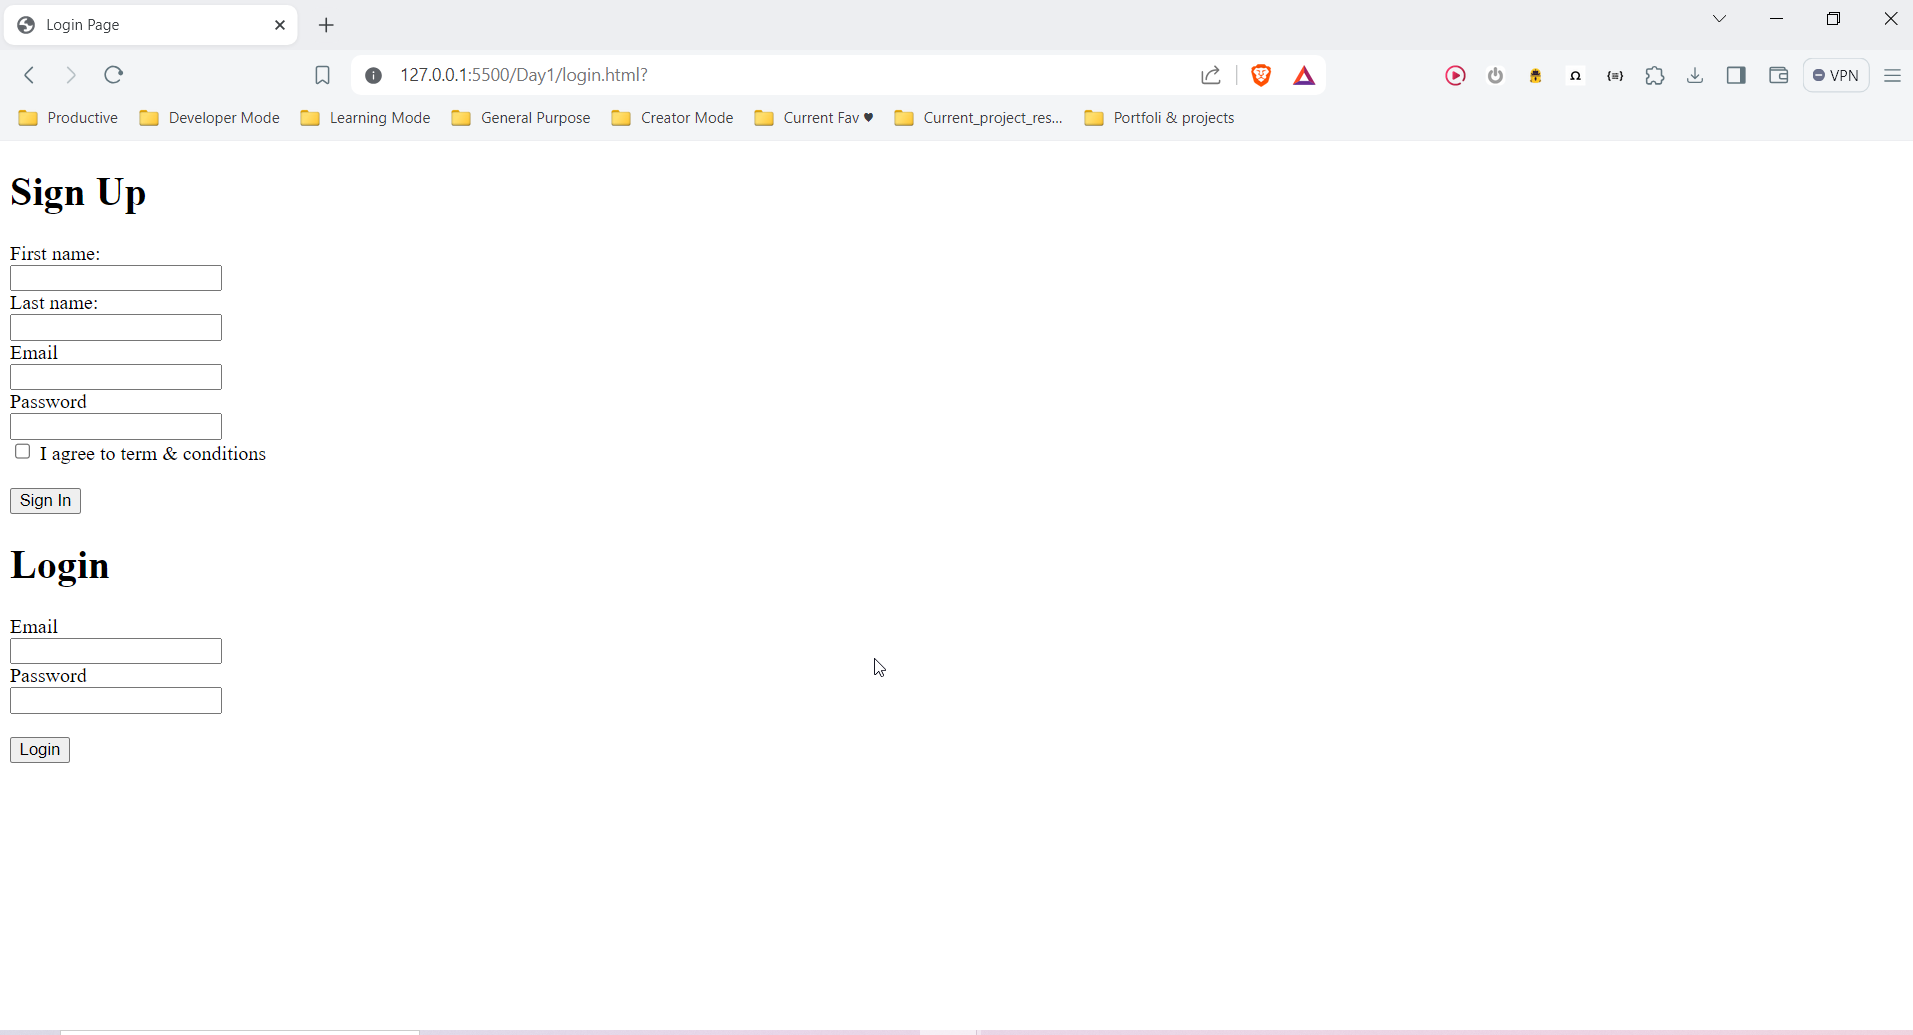 Login Page
127.0.0.1:5500/Day1/login.html?
VPN
Productive Developer Mode Learning Mode General Purpose Creator Mode Current Fav ♥ Current_project_res... Portfoli & projects
Sign Up
First name:
Last name:
Email
Password
I agree to term & conditions
Sign In
Login
Email
Password
Login